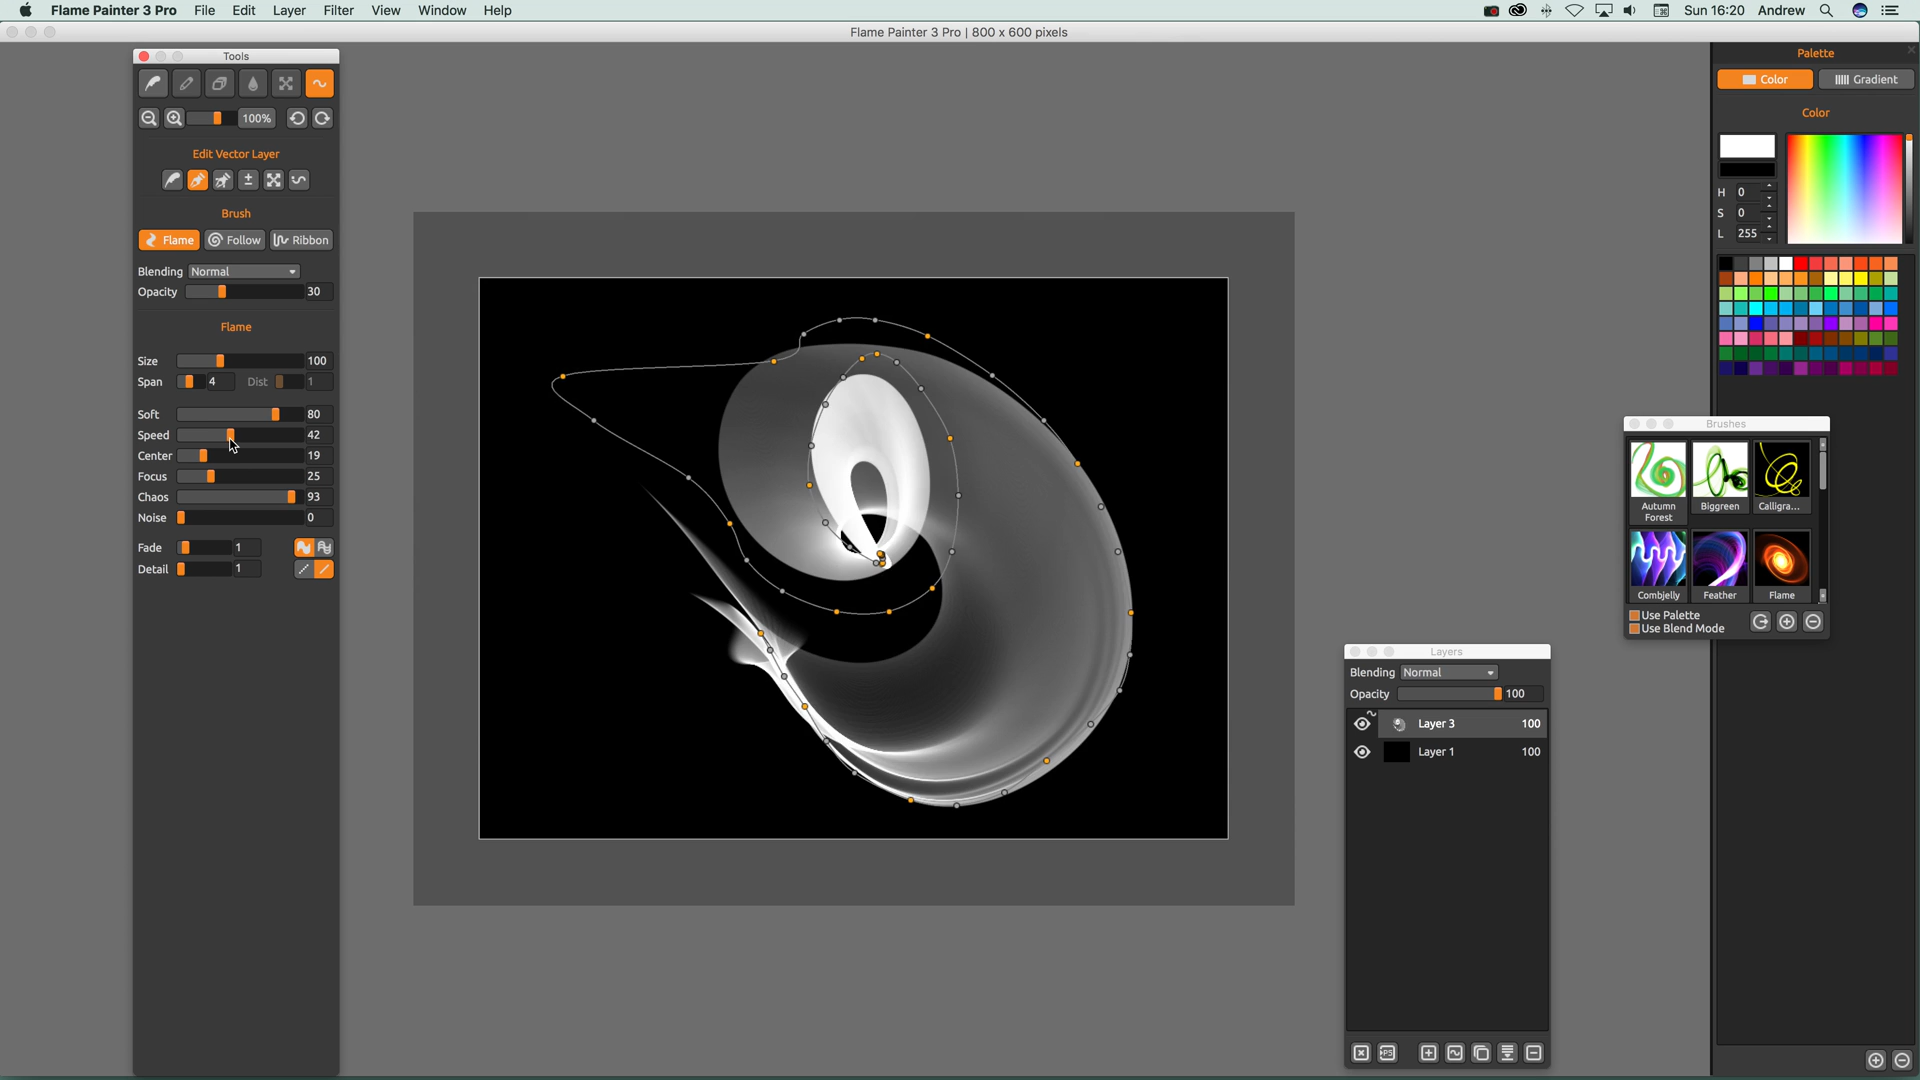 Flame Painter 3 Pro File Edit Layer Filter View Window Help Sun 16:20 Andrew
Flame Painter 3 Pro | 800 x 600 pixels
Tools
100%
Edit Vector Layer
Brush
Flame Follow Ribbon
Blending Normal
Opacity 30
Flame
Size 100
Span 4 Dist 1
Soft 80
Speed 42
Center 19
Focus 25
Chaos 93
Noise 0
Fade 1
Detail 1
Palette
Color Gradient
Color
H 0
S 0
L 255
Brushes
Autumn Forest
Biggreen
Calligra...
Combjelly
Feather
Flame
Use Palette
Use Blend Mode
Layers
Blending Normal
Opacity 100
Layer 3 100
Layer 1 100
PS